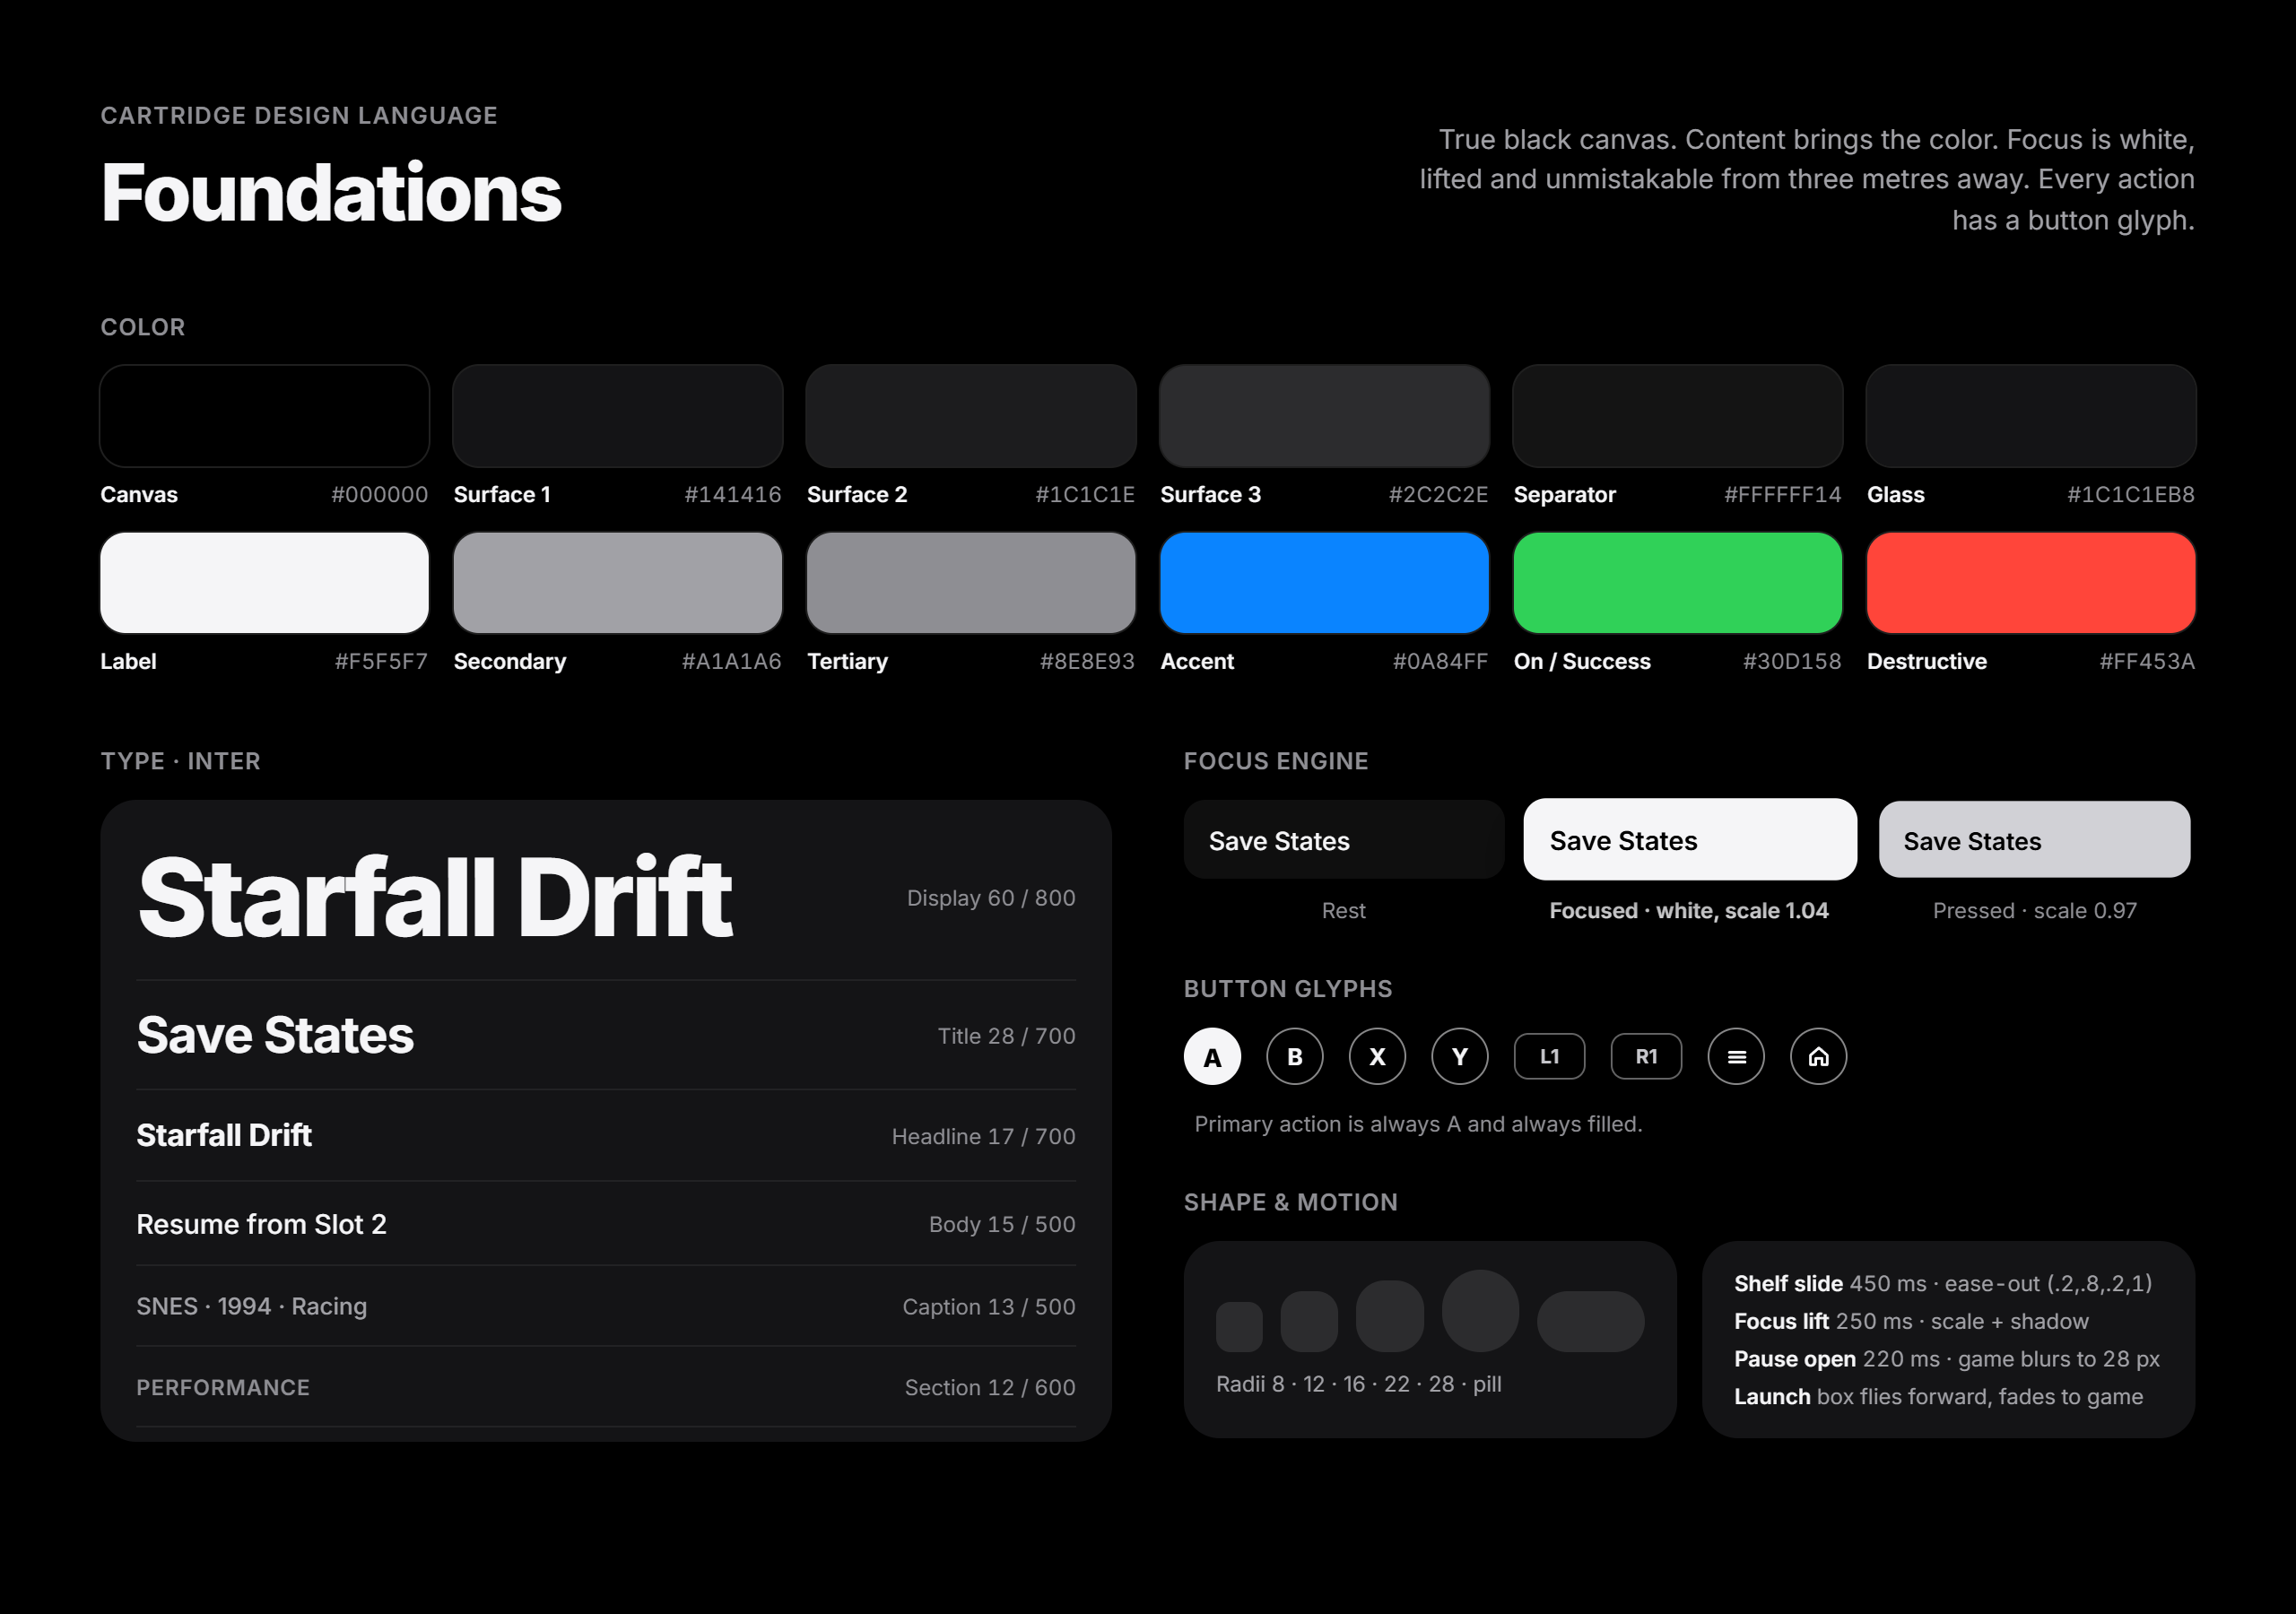 CARTRIDGE DESIGN LANGUAGE
Foundations
True black canvas. Content brings the color. Focus is white,
lifted and unmistakable from three metres away. Every action
has a button glyph.
COLOR
Canvas #000000
Surface 1 #141416
Surface 2 #1C1C1E
Surface 3 #2C2C2E
Separator #FFFFFF14
Glass #1C1C1EB8
Label #F5F5F7
Secondary #A1A1A6
Tertiary #8E8E93
Accent #0A84FF
On / Success #30D158
Destructive #FF453A
TYPE · INTER
Starfall Drift Display 60 / 800
Save States Title 28 / 700
Starfall Drift Headline 17 / 700
Resume from Slot 2 Body 15 / 500
SNES · 1994 · Racing Caption 13 / 500
PERFORMANCE Section 12 / 600
FOCUS ENGINE
Save States
Rest
Save States
Focused · white, scale 1.04
Save States
Pressed · scale 0.97
BUTTON GLYPHS
A B X Y L1 R1
Primary action is always A and always filled.
SHAPE & MOTION
Radii 8 · 12 · 16 · 22 · 28 · pill
Shelf slide 450 ms · ease-out (.2,.8,.2,1)
Focus lift 250 ms · scale + shadow
Pause open 220 ms · game blurs to 28 px
Launch box flies forward, fades to game